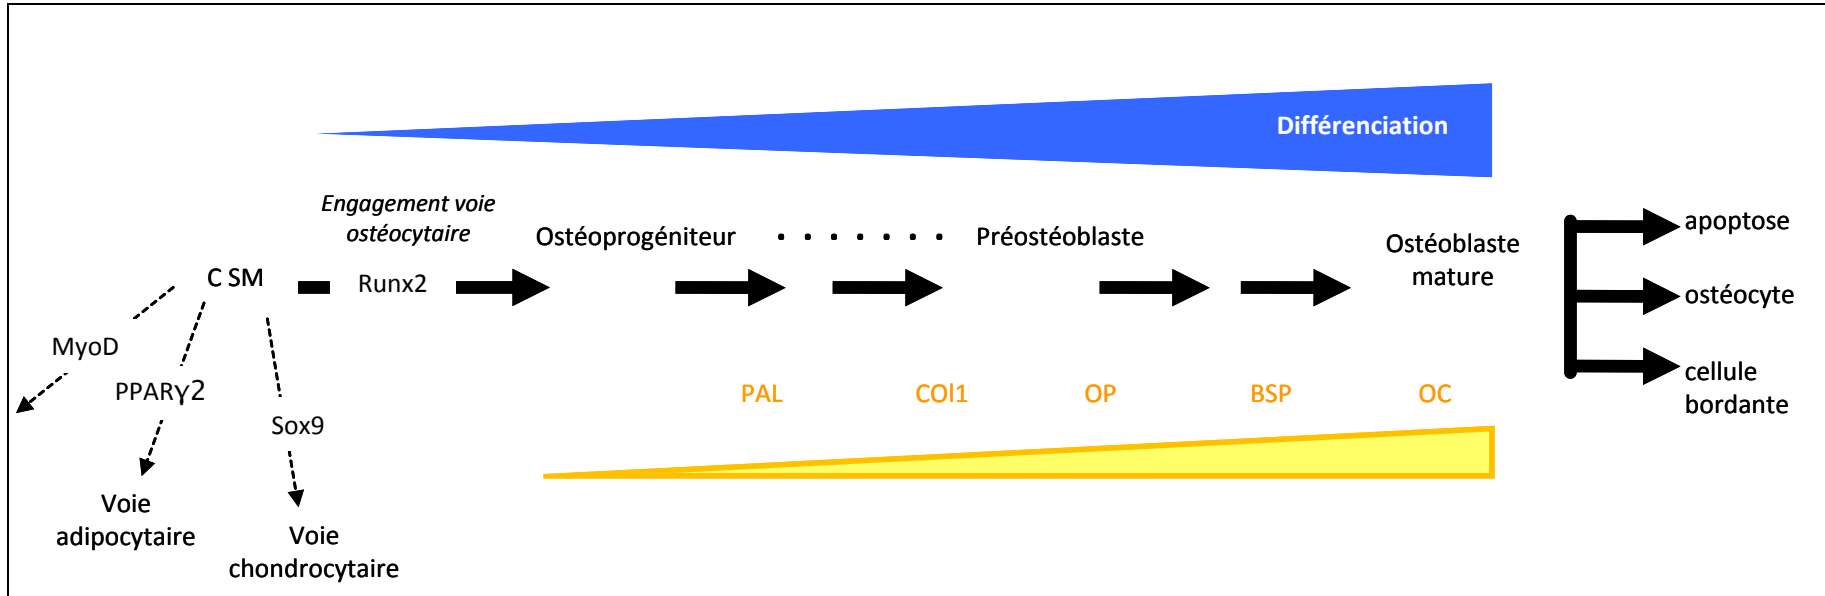 Différenciation
Engagement voie
ostéocytaire
Ostéoprogéniteur
Préostéoblaste
Ostéoblaste
mature
apoptose
ostéocyte
cellule
bordante
C SM
Runx2
MyoD
PPARγ2
Sox9
PAL
COl1
OP
BSP
OC
Voie
adipocytaire
Voie
chondrocytaire